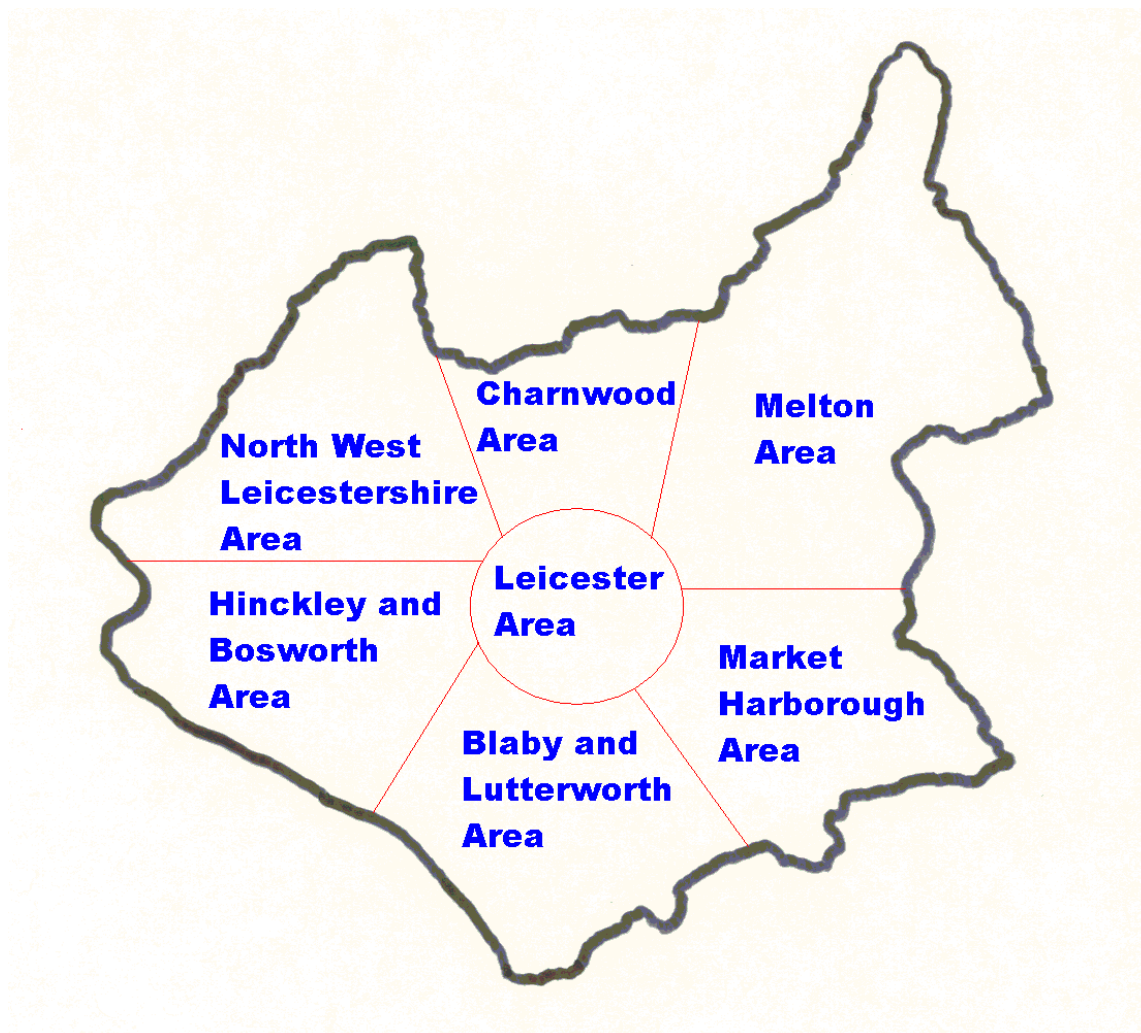 Charnwood
Area
Melton
Area
North West
Leicestershire
Area
Leicester
Area
Hinckley and
Bosworth
Area
Market
Harborough
Area
Blaby and
Lutterworth
Area